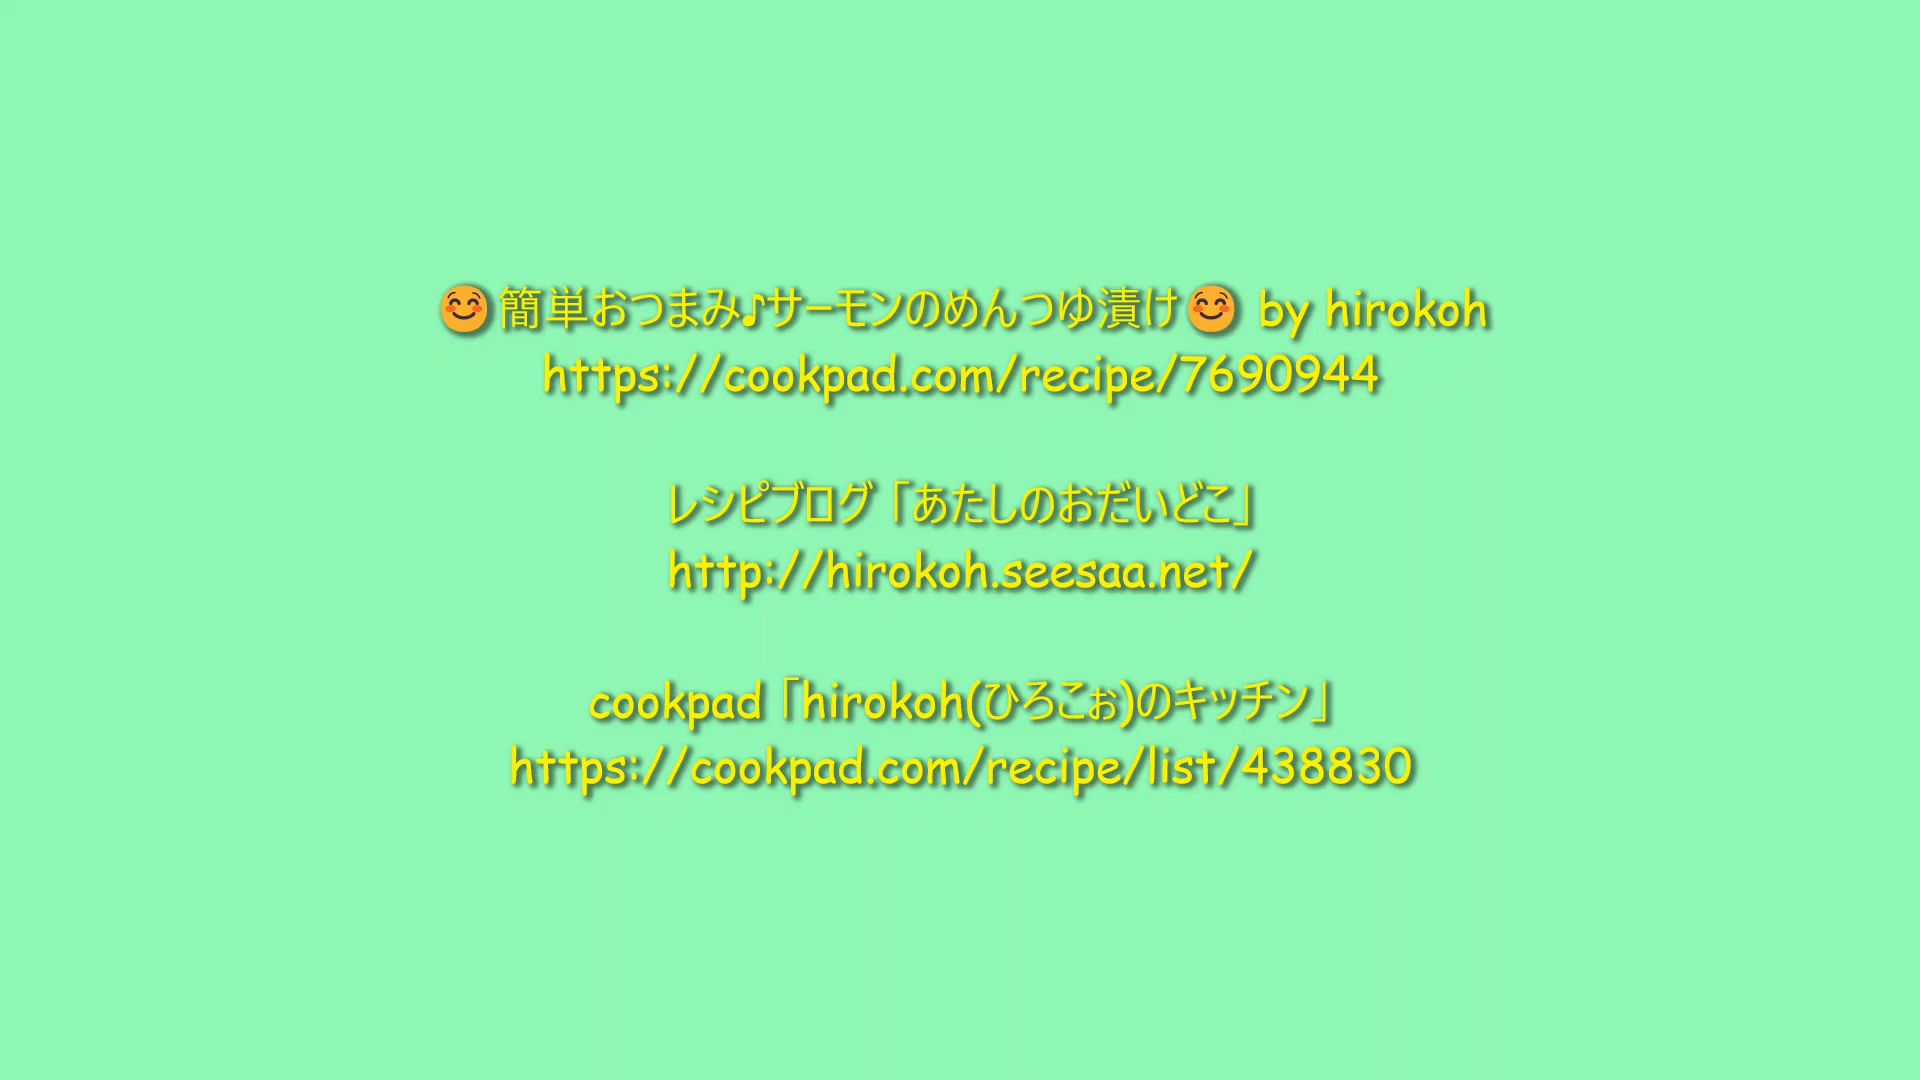 😊簡単おつまみ♪サーモンのめんつゆ漬け😊 by hirokoh
https://cookpad.com/recipe/7690944
レシピブログ「あたしのおだいどこ」
http://hirokoh.seesaa.net/
cookpad「hirokoh(ひろこぉ)のキッチン」
https://cookpad.com/recipe/list/438830